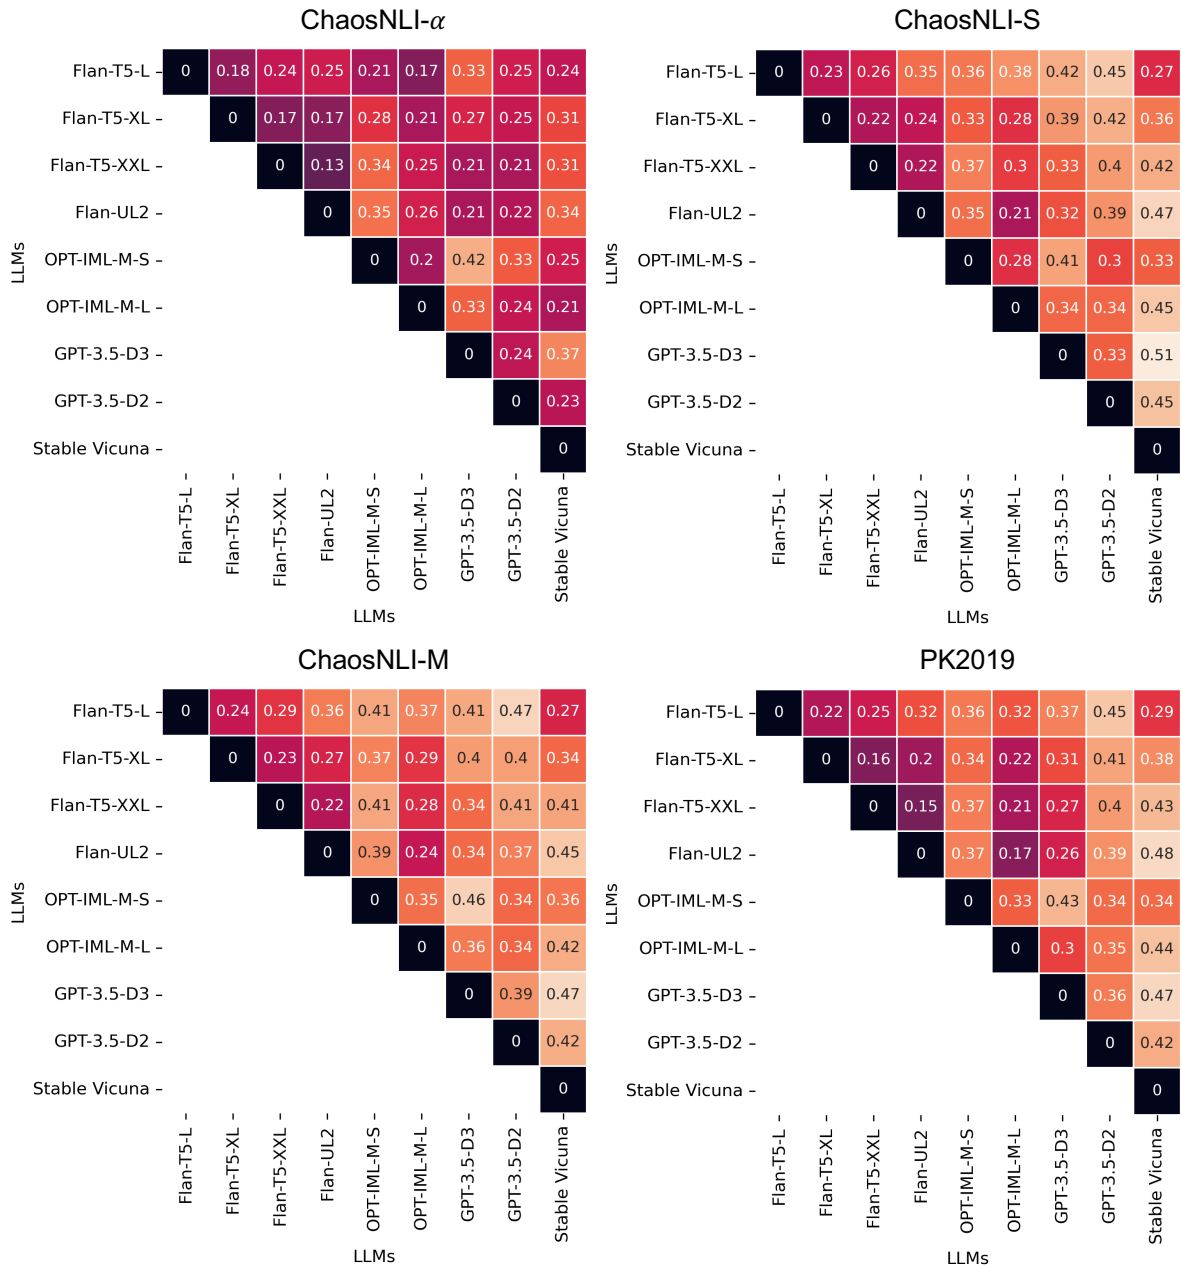 ChaosNLI-α
Flan-T5-L 0 0.18 0.24 0.25 0.21 0.17 0.33 0.25 0.24
Flan-T5-XL 0 0.17 0.17 0.28 0.21 0.27 0.25 0.31
Flan-T5-XXL 0 0.13 0.34 0.25 0.21 0.21 0.31
Flan-UL2 0 0.35 0.26 0.21 0.22 0.34
OPT-IML-M-S 0 0.2 0.42 0.33 0.25
OPT-IML-M-L 0 0.33 0.24 0.21
GPT-3.5-D3 0 0.24 0.37
GPT-3.5-D2 0 0.23
Stable Vicuna 0
LLMs
Flan-T5-L Flan-T5-XL Flan-T5-XXL Flan-UL2 OPT-IML-M-S OPT-IML-M-L GPT-3.5-D3 GPT-3.5-D2 Stable Vicuna
LLMs
ChaosNLI-S
Flan-T5-L 0 0.23 0.26 0.35 0.36 0.38 0.42 0.45 0.27
Flan-T5-XL 0 0.22 0.24 0.33 0.28 0.39 0.42 0.36
Flan-T5-XXL 0 0.22 0.37 0.3 0.33 0.4 0.42
Flan-UL2 0 0.35 0.21 0.32 0.39 0.47
OPT-IML-M-S 0 0.28 0.41 0.3 0.33
OPT-IML-M-L 0 0.34 0.34 0.45
GPT-3.5-D3 0 0.33 0.51
GPT-3.5-D2 0 0.45
Stable Vicuna 0
LLMs
Flan-T5-L Flan-T5-XL Flan-T5-XXL Flan-UL2 OPT-IML-M-S OPT-IML-M-L GPT-3.5-D3 GPT-3.5-D2 Stable Vicuna
LLMs
ChaosNLI-M
Flan-T5-L 0 0.24 0.29 0.36 0.41 0.37 0.41 0.47 0.27
Flan-T5-XL 0 0.23 0.27 0.37 0.29 0.4 0.4 0.34
Flan-T5-XXL 0 0.22 0.41 0.28 0.34 0.41 0.41
Flan-UL2 0 0.39 0.24 0.34 0.37 0.45
OPT-IML-M-S 0 0.35 0.46 0.34 0.36
OPT-IML-M-L 0 0.36 0.34 0.42
GPT-3.5-D3 0 0.39 0.47
GPT-3.5-D2 0 0.42
Stable Vicuna 0
LLMs
Flan-T5-L Flan-T5-XL Flan-T5-XXL Flan-UL2 OPT-IML-M-S OPT-IML-M-L GPT-3.5-D3 GPT-3.5-D2 Stable Vicuna
LLMs
PK2019
Flan-T5-L 0 0.22 0.25 0.32 0.36 0.32 0.37 0.45 0.29
Flan-T5-XL 0 0.16 0.2 0.34 0.22 0.31 0.41 0.38
Flan-T5-XXL 0 0.15 0.37 0.21 0.27 0.4 0.43
Flan-UL2 0 0.37 0.17 0.26 0.39 0.48
OPT-IML-M-S 0 0.33 0.43 0.34 0.34
OPT-IML-M-L 0 0.3 0.35 0.44
GPT-3.5-D3 0 0.36 0.47
GPT-3.5-D2 0 0.42
Stable Vicuna 0
LLMs
Flan-T5-L Flan-T5-XL Flan-T5-XXL Flan-UL2 OPT-IML-M-S OPT-IML-M-L GPT-3.5-D3 GPT-3.5-D2 Stable Vicuna
LLMs